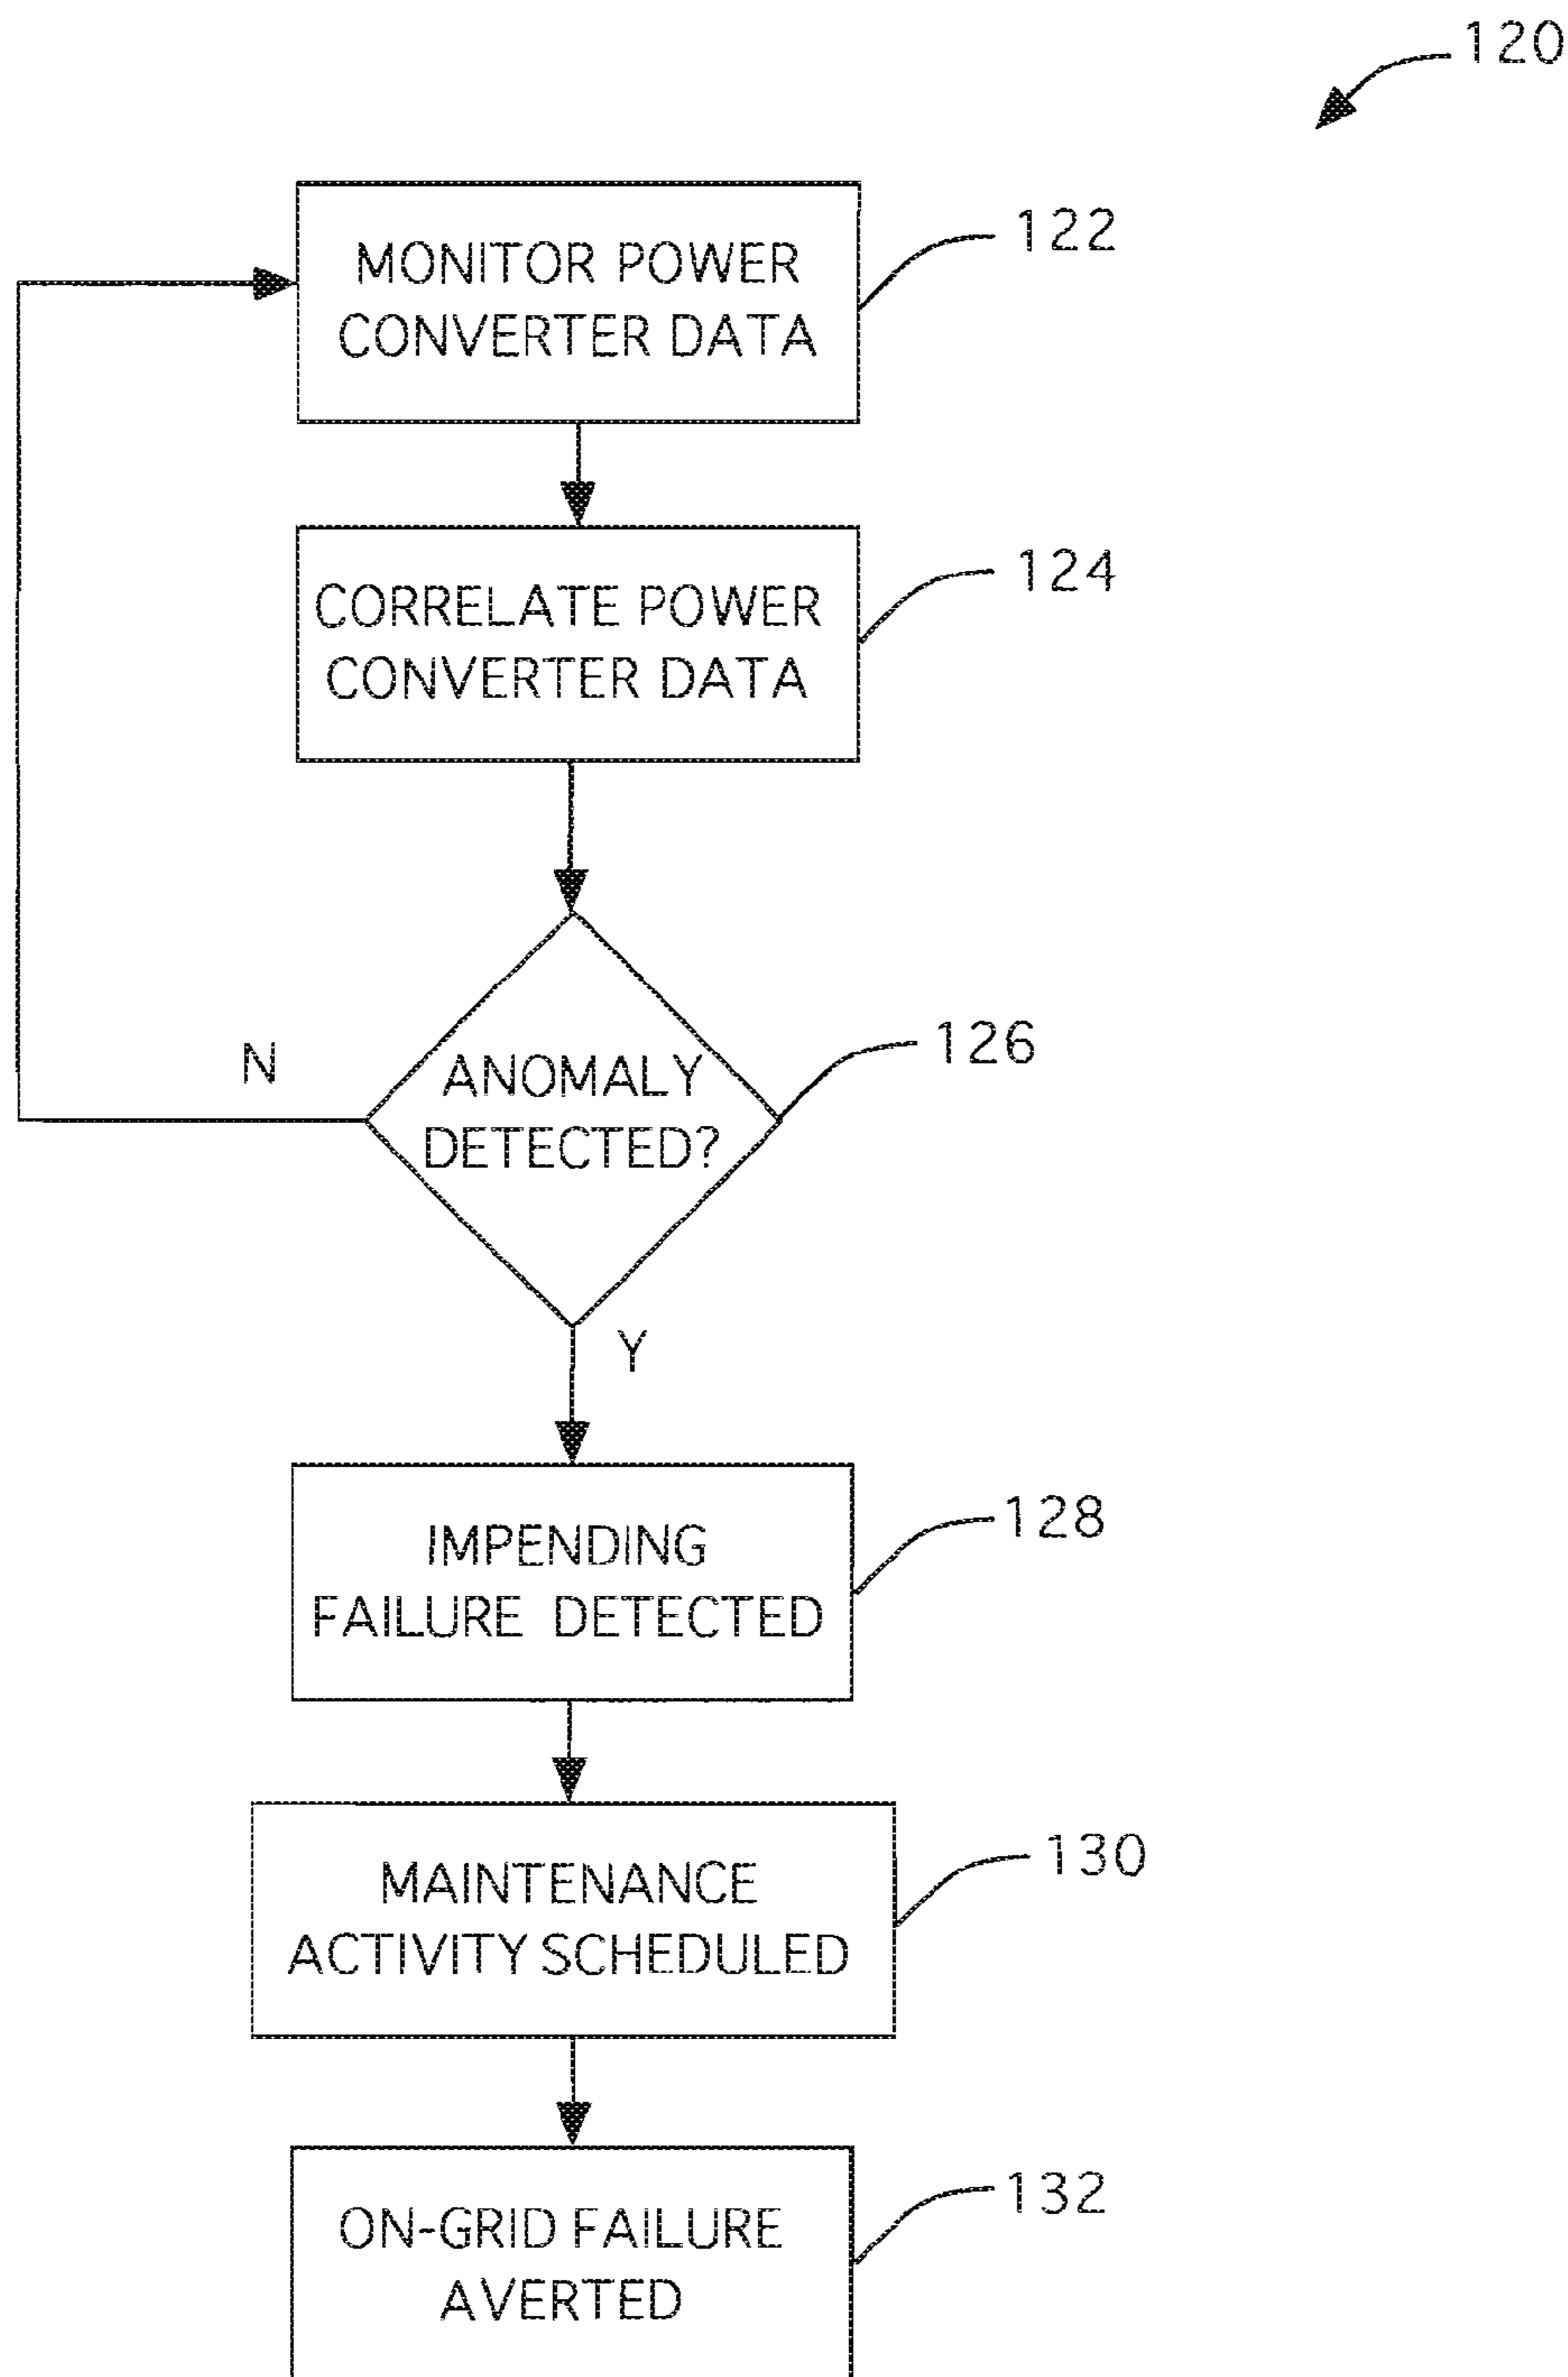 120
MONITOR POWER
CONVERTER DATA
122
CORRELATE POWER
CONVERTER DATA
124
N
ANOMALY
DETECTED?
126
Y
IMPENDING
FAILURE DETECTED
128
MAINTENANCE
ACTIVITY SCHEDULED
130
ON-GRID FAILURE
AVERTED
132